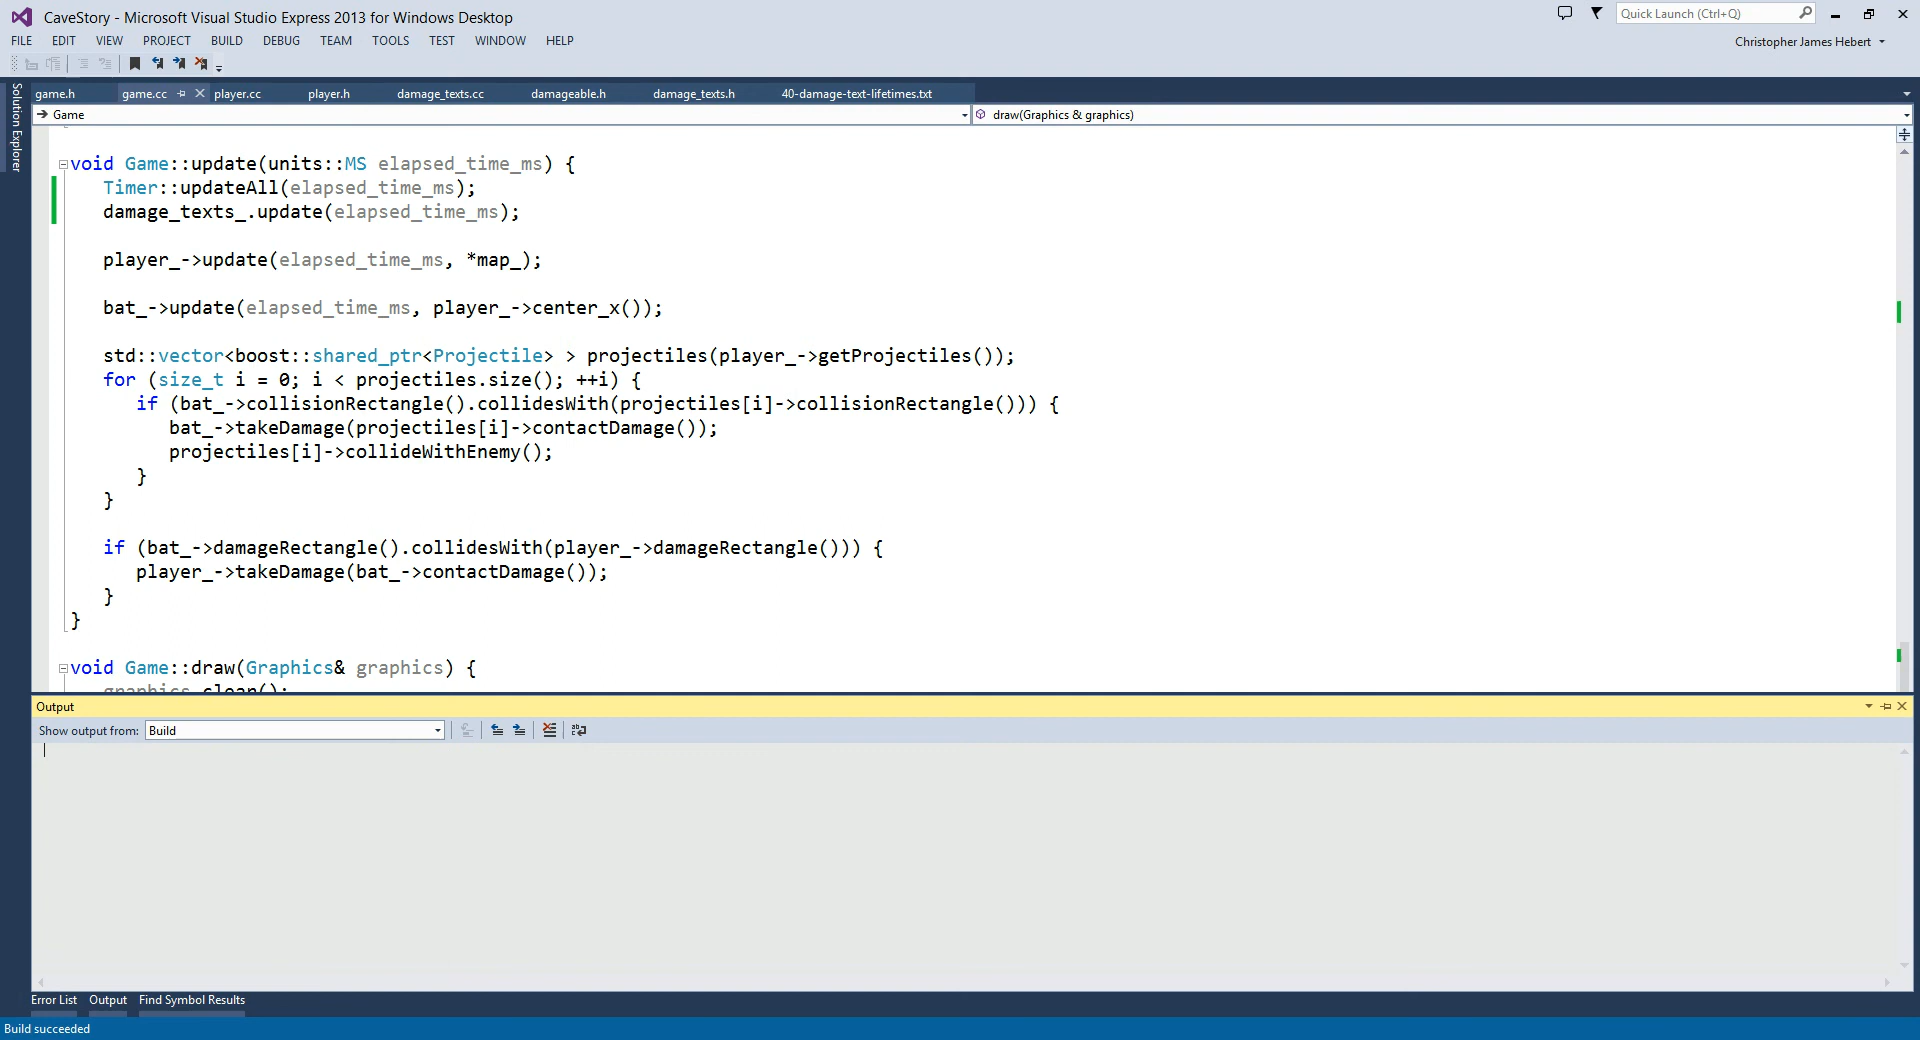 CaveStory - Microsoft Visual Studio Express 2013 for Windows Desktop
Quick Launch (Ctrl+Q)
FILE EDIT VIEW PROJECT BUILD DEBUG TEAM TOOLS TEST WINDOW HELP
Christopher James Hebert
Solution Explorer
game.h game.cc player.cc player.h damage_texts.cc damageable.h damage_texts.h 40-damage-text-lifetimes.txt
Game draw(Graphics & graphics)
void Game::update(units::MS elapsed_time_ms) {
Timer::updateAll(elapsed_time_ms);
damage_texts_.update(elapsed_time_ms);
player_->update(elapsed_time_ms, *map_);
bat_->update(elapsed_time_ms, player_->center_x());
std::vector<boost::shared_ptr<Projectile> > projectiles(player_->getProjectiles());
for (size_t i = 0; i < projectiles.size(); ++i) {
if (bat_->collisionRectangle().collidesWith(projectiles[i]->collisionRectangle())) {
bat_->takeDamage(projectiles[i]->contactDamage());
projectiles[i]->collideWithEnemy();
}
}
if (bat_->damageRectangle().collidesWith(player_->damageRectangle())) {
player_->takeDamage(bat_->contactDamage());
}
}
void Game::draw(Graphics& graphics) {
graphics.clear();
Output
Show output from: Build
Error List Output Find Symbol Results
Build succeeded